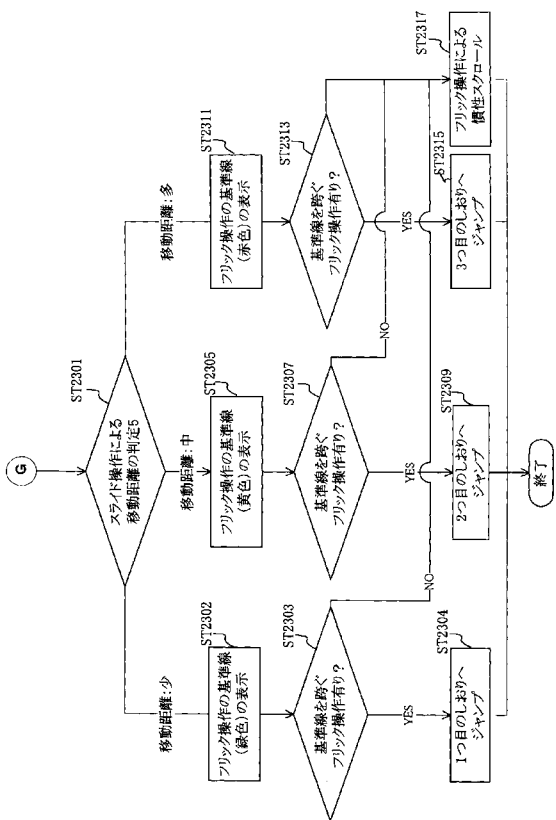 G
ST2301
スライド操作による
移動距離の判定5
移動距離:少
移動距離:中
移動距離:多
ST2302
フリック操作の基準線
(緑色)の表示
ST2305
フリック操作の基準線
(黄色)の表示
ST2311
フリック操作の基準線
(赤色)の表示
ST2303
基準線を跨ぐ
フリック操作有り?
ST2307
基準線を跨ぐ
フリック操作有り?
ST2313
基準線を跨ぐ
フリック操作有り?
NO
NO
YES
YES
YES
ST2304
1つ目のしおりへ
ジャンプ
ST2309
2つ目のしおりへ
ジャンプ
ST2315
3つ目のしおりへ
ジャンプ
ST2317
フリック操作による
慣性スクロール
終了